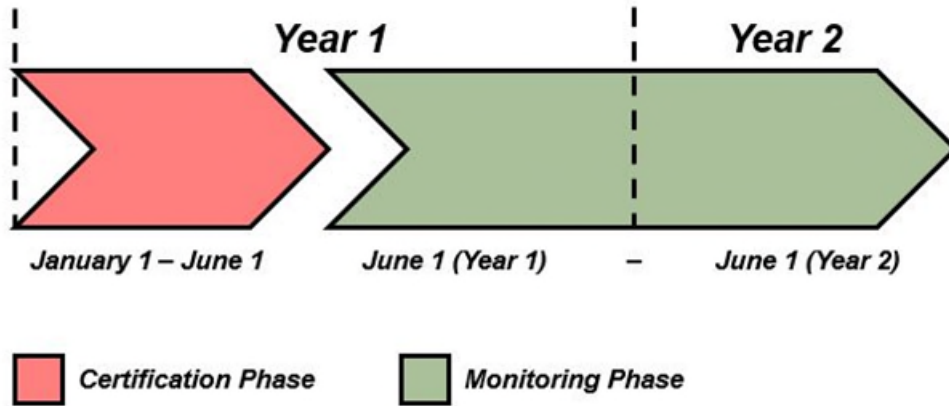 Year 1 Year 2
January 1 – June 1 June 1 (Year 1) – June 1 (Year 2)
Certification Phase Monitoring Phase